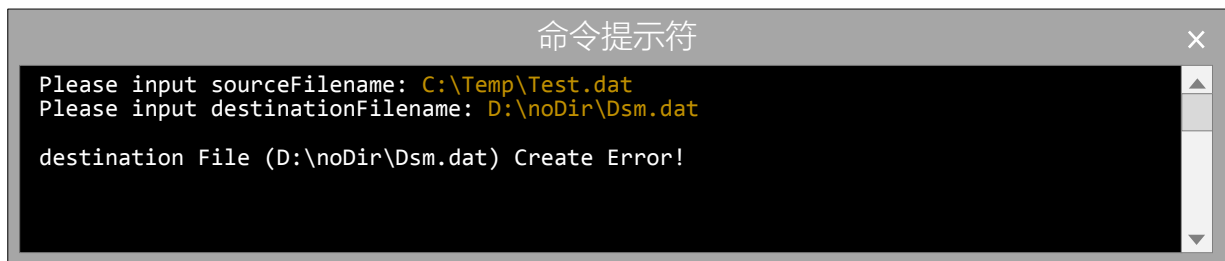 命令提示符
×
Please input sourceFilename: C:\Temp\Test.dat
Please input destinationFilename: D:\noDir\Dsm.dat
destination File (D:\noDir\Dsm.dat) Create Error!